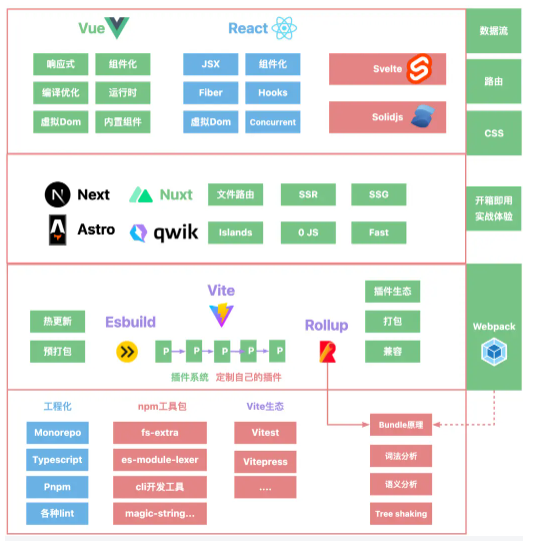 Vue
React
数据流
响应式
组件化
JSX
组件化
Svelte
路由
编译优化
运行时
Fiber
Hooks
虚拟Dom
内置组件
虚拟Dom
Concurrent
Solidjs
CSS
Next
Nuxt
文件路由
SSR
SSG
开箱即用
实战体验
Astro
qwik
Islands
0 JS
Fast
Vite
插件生态
热更新
Esbuild
Rollup
打包
Webpack
预打包
P
P
P
P
P
兼容
插件系统 定制自己的插件
工程化
npm工具包
Vite生态
Monorepo
fs-extra
Vitest
Bundle原理
Typescript
es-module-lexer
Vitepress
词法分析
Pnpm
cli开发工具
....
语义分析
各种lint
magic-string...
Tree shaking